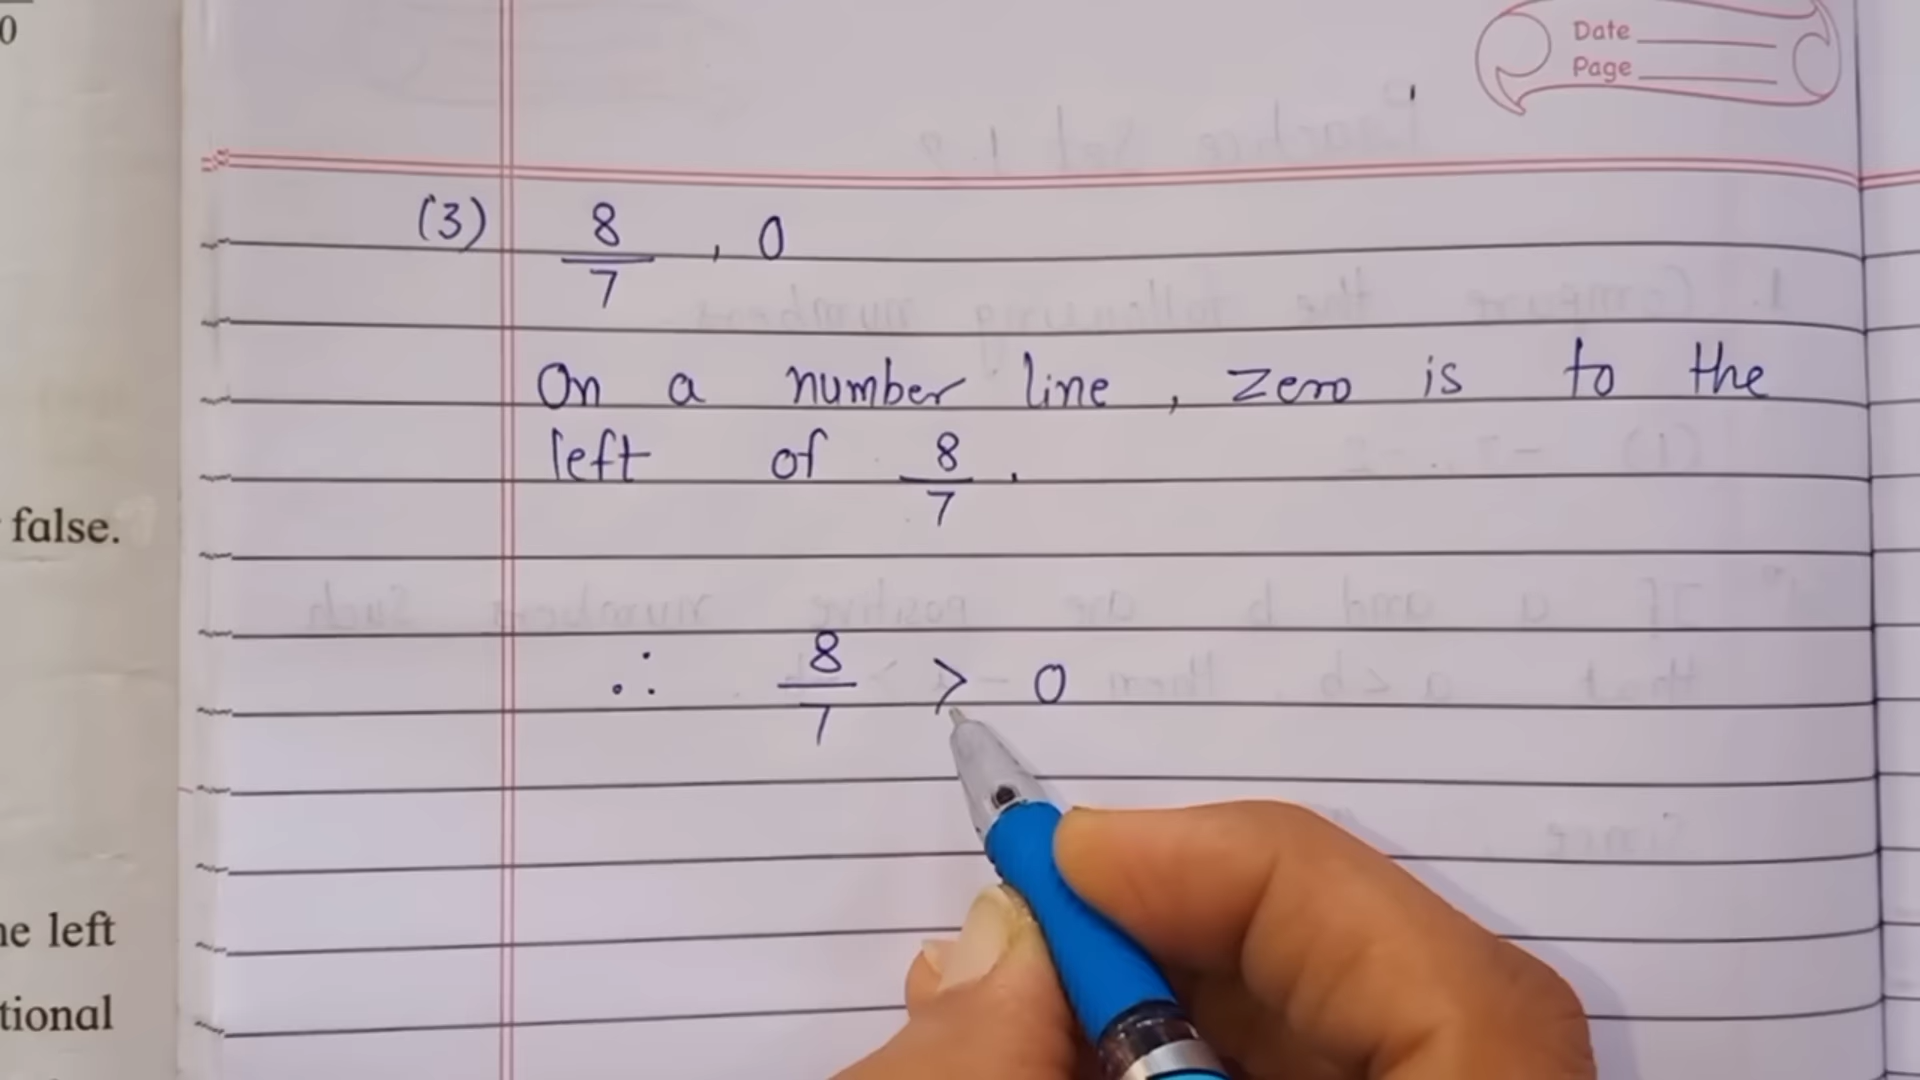 0
Date
Page
(3) 8/7 , 0
On a number line, zero is to the
left of 8/7 .
false.
∴ 8/7 > 0
left
tional